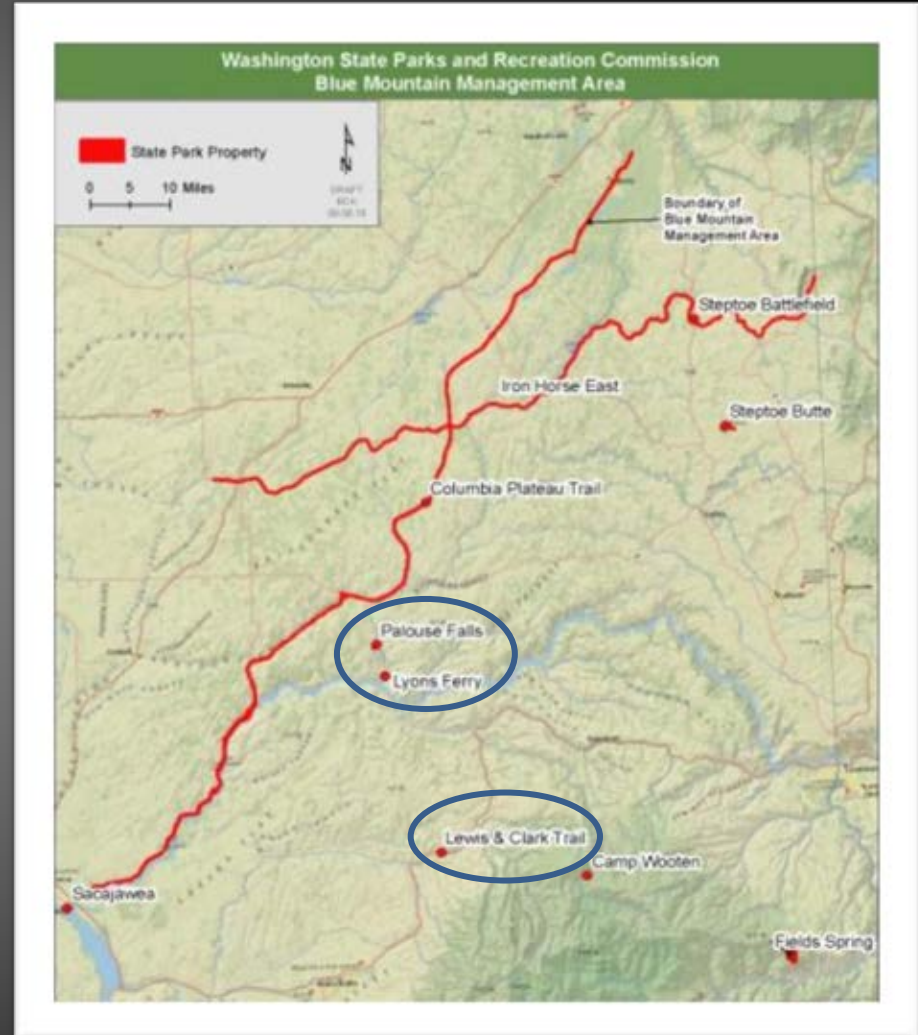 Washington State Parks and Recreation Commission
Blue Mountain Management Area
State Park Property
N
0 5 10 Miles
DRAFT
Boundary of
Blue Mountain
Management Area
Steptoe Battlefield
Iron Horse East
Steptoe Butte
Columbia Plateau Trail
Palouse Falls
Lyons Ferry
Lewis & Clark Trail
Camp Wooten
Sacajawea
Fields Spring